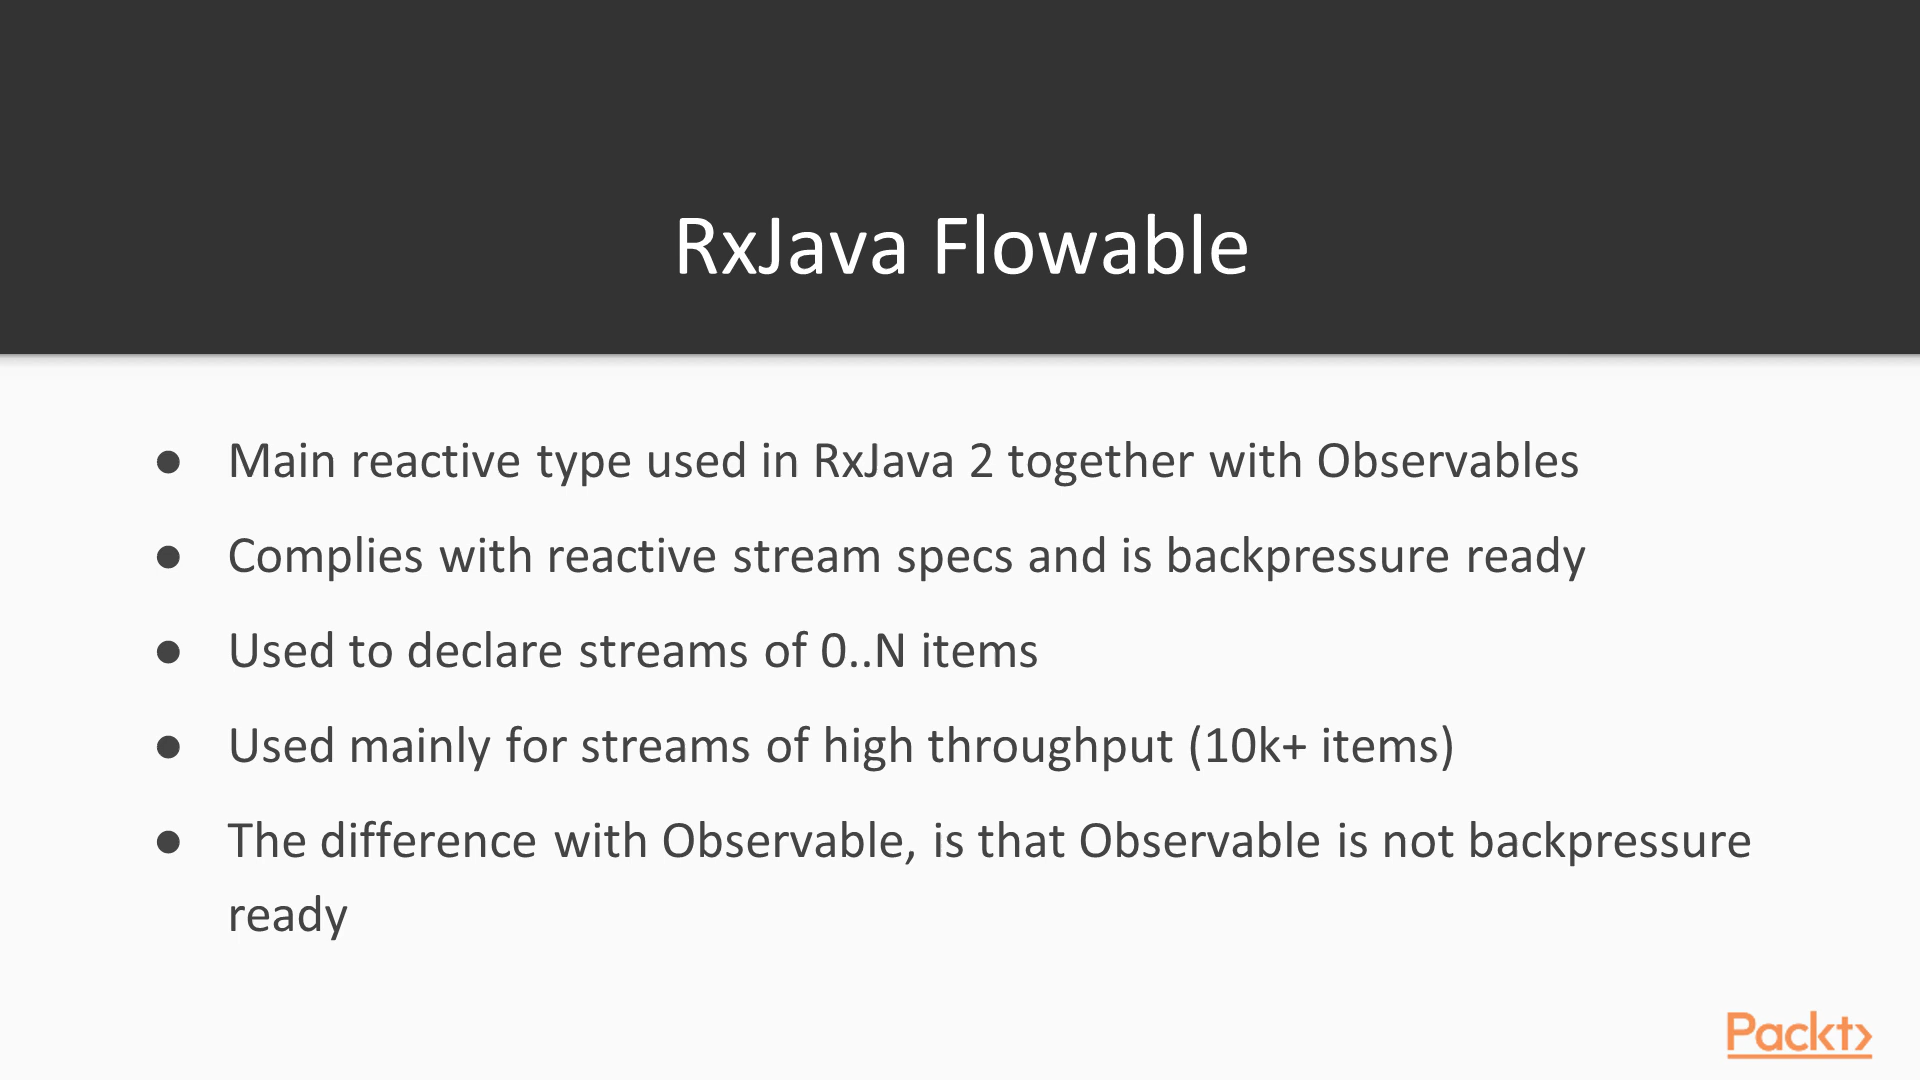 RxJava Flowable
● Main reactive type used in RxJava 2 together with Observables
● Complies with reactive stream specs and is backpressure ready
● Used to declare streams of 0..N items
● Used mainly for streams of high throughput (10k+ items)
● The difference with Observable, is that Observable is not backpressure
ready
Packt>